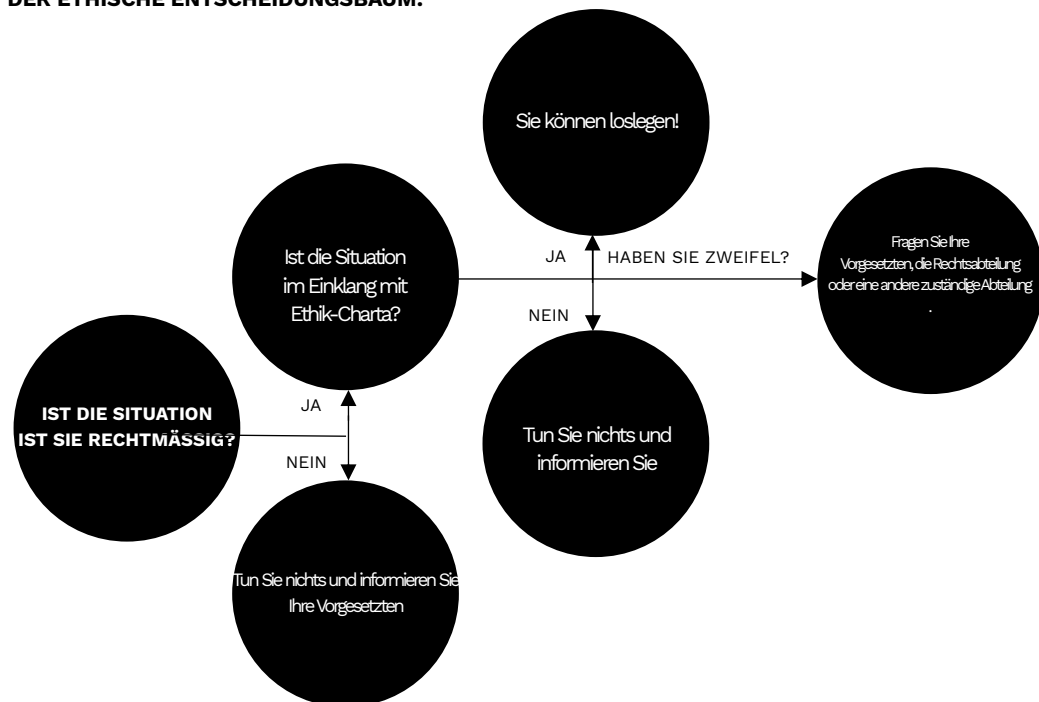 DER ETHISCHE ENTSCHEIDUNGSBAUM:
Sie können loslegen!
Ist die Situation
im Einklang mit
Ethik-Charta?
JA
HABEN SIE ZWEIFEL?
Fragen Sie Ihre
Vorgesetzten, die Rechtsabteilung
oder eine andere zuständige Abteilung
.
NEIN
IST DIE SITUATION
IST SIE RECHTMÄSSIG?
JA
NEIN
Tun Sie nichts und
informieren Sie
Tun Sie nichts und informieren Sie
Ihre Vorgesetzten